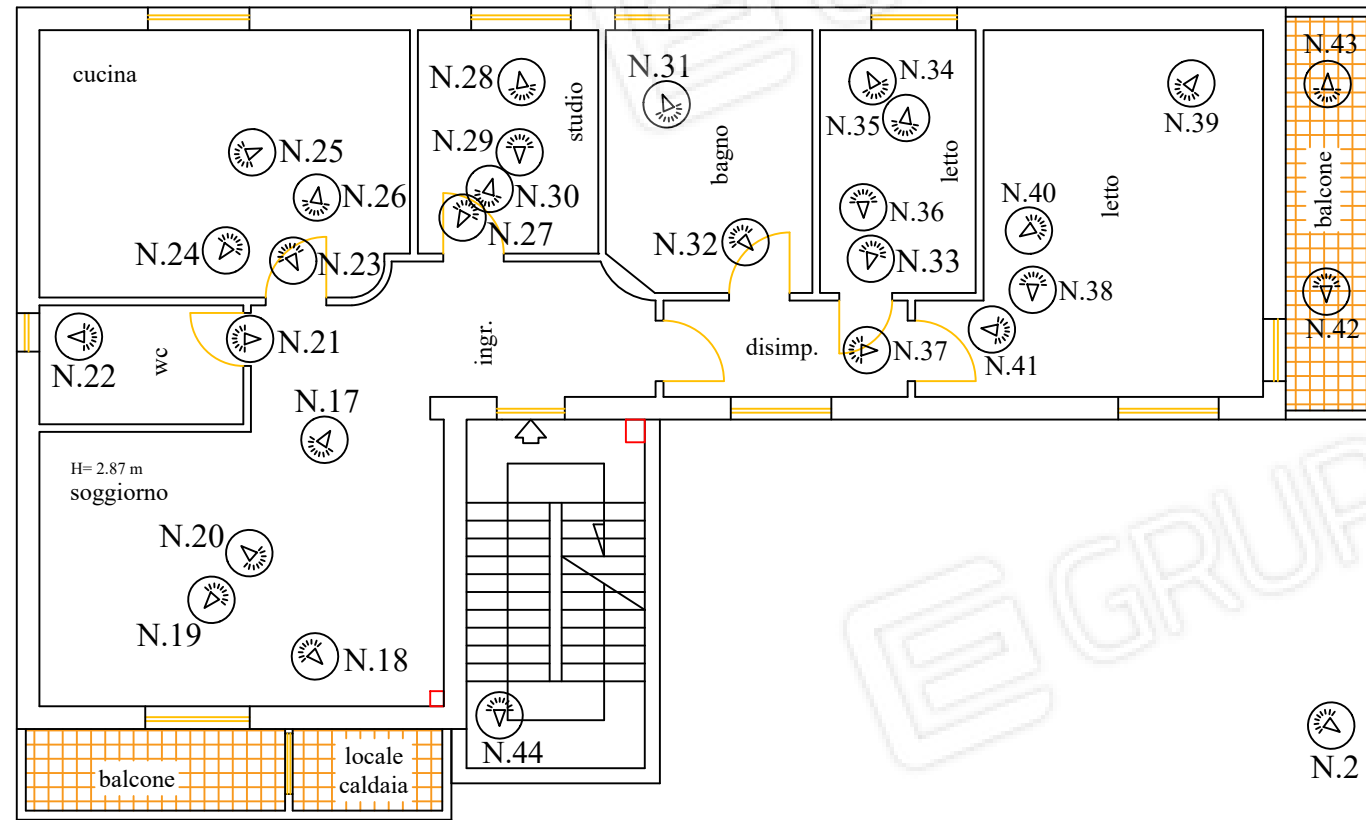 cucina
N.25
N.26
N.24
N.23
N.28
studio
N.29
N.30
N.27
N.31
bagno
N.32
N.34
N.35
letto
N.36
N.33
N.37
N.39
N.40
letto
N.38
N.41
N.43
balcone
N.42
wc
N.22
N.21
ingr.
disimp.
N.17
H= 2.87 m
soggiorno
N.20
N.19
N.18
N.44
N.2
balcone
locale
caldaia
GRUP